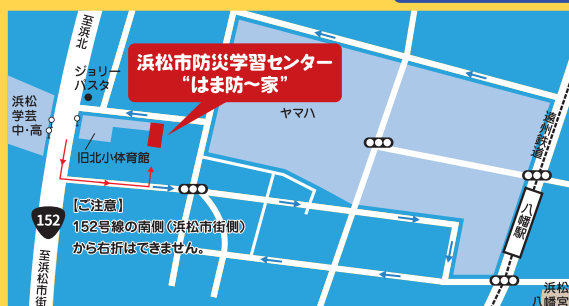 至浜北
ジョリー
パスタ
浜松市防災学習センター
“はま防〜家”
浜松
学芸
中・高
ヤマハ
遠州鉄道
旧北小体育館
152
【ご注意】
152号線の南側（浜松市街側）
から右折はできません。
八幡駅
至浜松市街
浜松
八幡宮